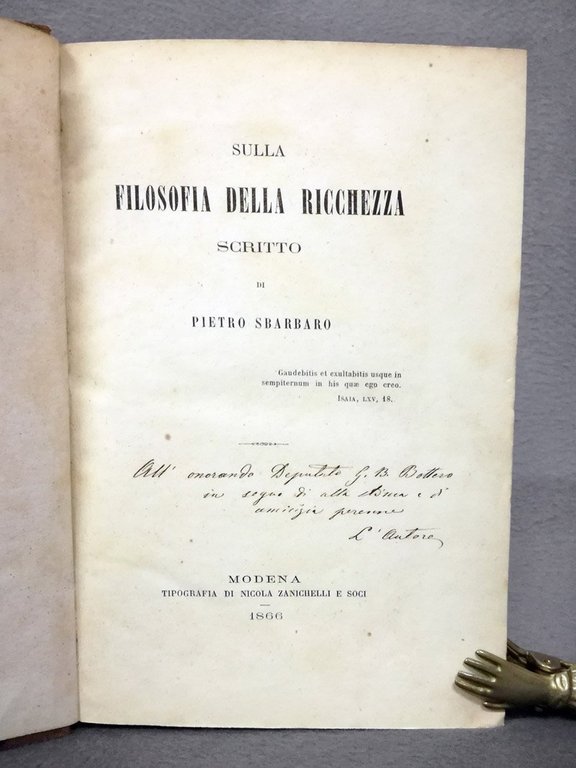 SULLA
FILOSOFIA DELLA RICCHEZZA
SCRITTO
DI
PIETRO SBARBARO
Gaudebitis et exultabitis usque in
sempiternum in his quæ ego creo.
ISAIA, LXV, 18.
All' onorando Deputato G. B. Bottero
in segno di alta stima e di
amicizia perenne
L'Autore
MODENA
TIPOGRAFIA DI NICOLA ZANICHELLI E SOCI
1866